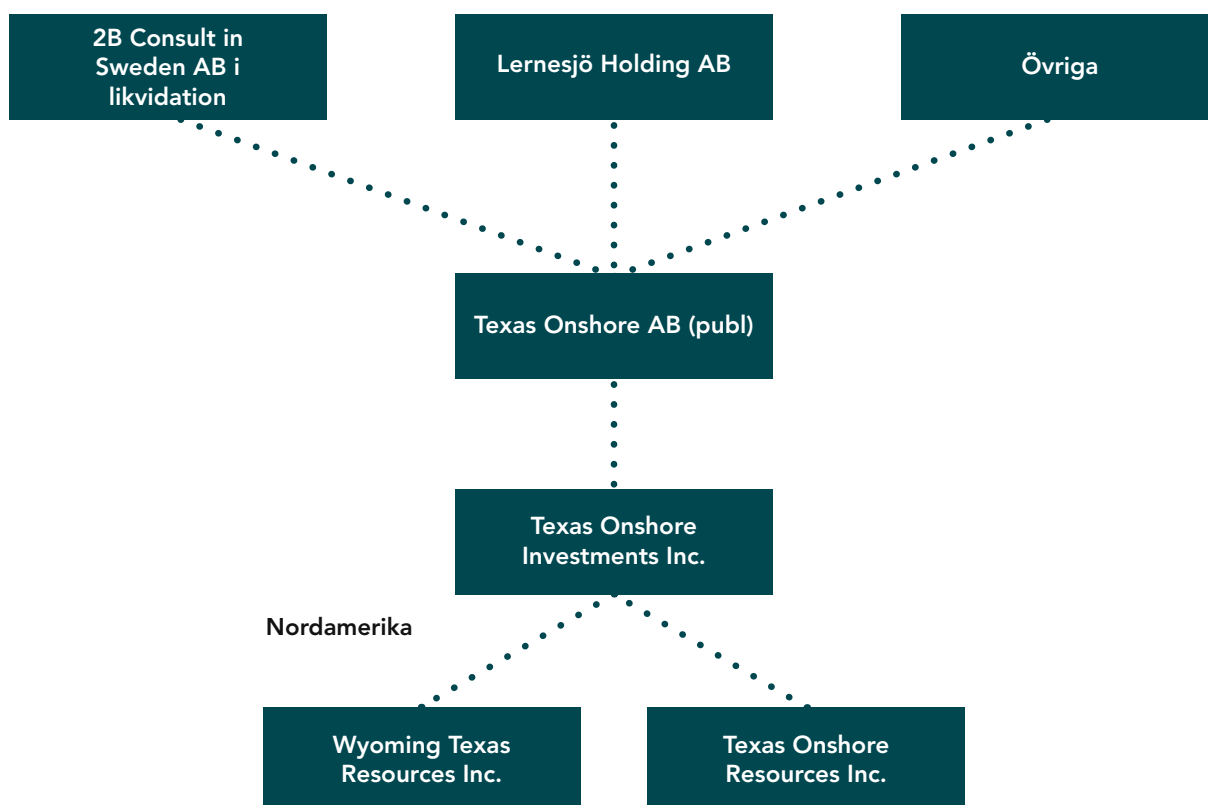 2B Consult in
Sweden AB i
likvidation
Lernesjö Holding AB
Övriga
Texas Onshore AB (publ)
Texas Onshore
Investments Inc.
Nordamerika
Wyoming Texas
Resources Inc.
Texas Onshore
Resources Inc.